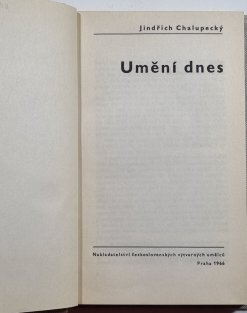 Jindřich Chalupecký
Umění dnes
Nakladatelství československých výtvarných umělců
Praha 1966